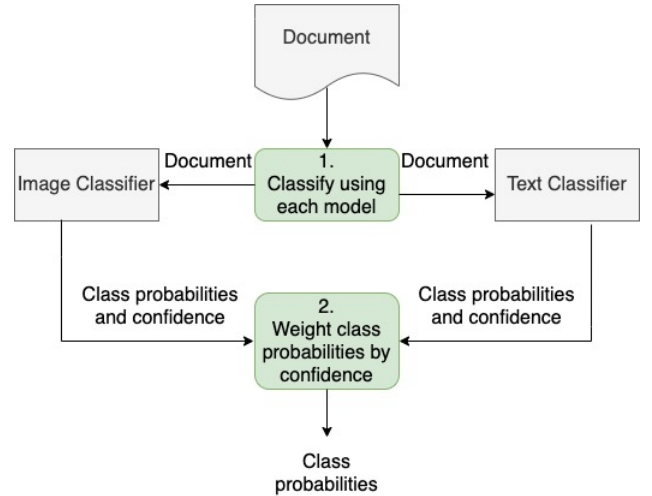 Document
Document
1.
Classify using
each model
Document
Image Classifier
Text Classifier
Class probabilities
and confidence
2.
Weight class
probabilities by
confidence
Class probabilities
and confidence
Class
probabilities